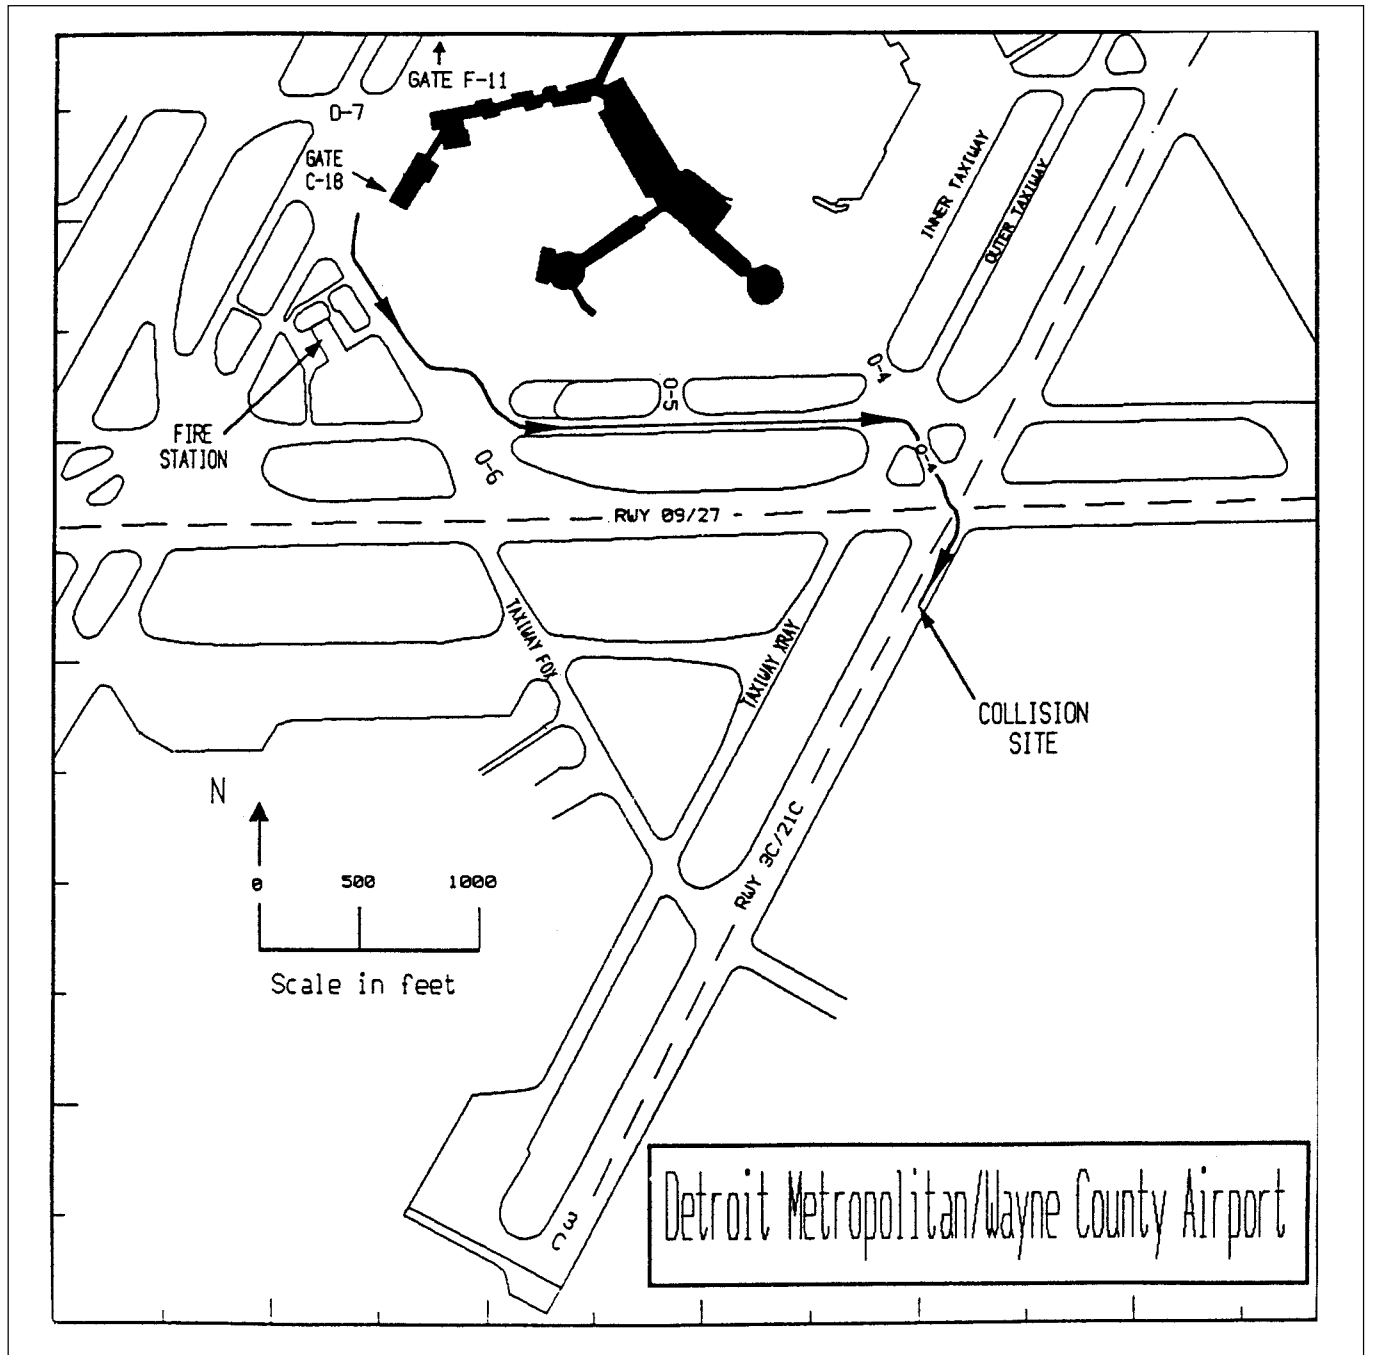 GATE F-11
O-7
GATE
C-18
INNER TAXIWAY
OUTER TAXIWAY
O-4
O-5
FIRE
STATION
O-6
O-4
RWY 09/27
TAXIWAY FOX
TAXIWAY XRAY
COLLISION
SITE
N
0 500 1000
Scale in feet
RWY 3C/21C
3C
Detroit Metropolitan/Wayne County Airport